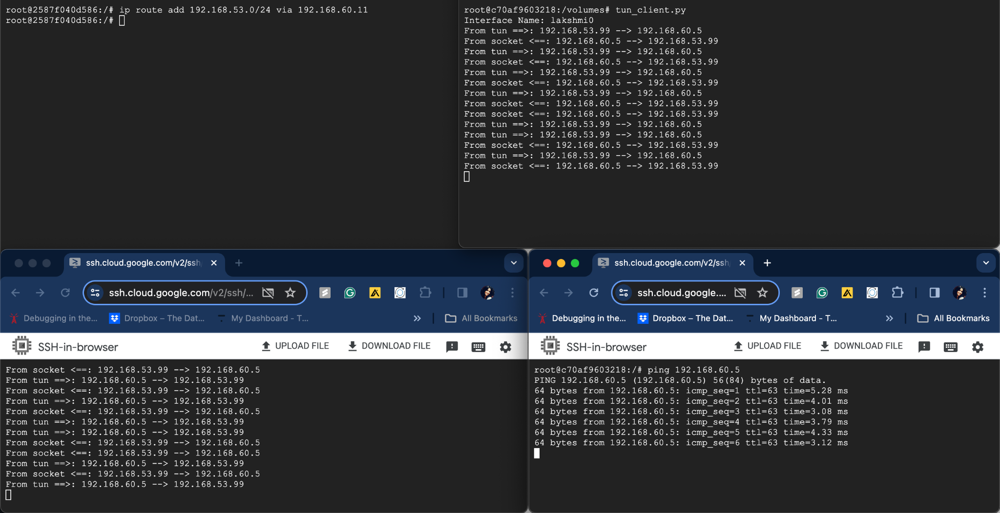 root@2587f040d586:/# ip route add 192.168.53.0/24 via 192.168.60.11
root@2587f040d586:/#
root@c70af9603218:/volumes# tun_client.py
Interface Name: lakshmi0
From tun ==>: 192.168.53.99 --> 192.168.60.5
From socket <==: 192.168.60.5 --> 192.168.53.99
From tun ==>: 192.168.53.99 --> 192.168.60.5
From socket <==: 192.168.60.5 --> 192.168.53.99
From tun ==>: 192.168.53.99 --> 192.168.60.5
From socket <==: 192.168.60.5 --> 192.168.53.99
From tun ==>: 192.168.53.99 --> 192.168.60.5
From socket <==: 192.168.60.5 --> 192.168.53.99
From socket <==: 192.168.60.5 --> 192.168.53.99
From tun ==>: 192.168.53.99 --> 192.168.60.5
From tun ==>: 192.168.53.99 --> 192.168.60.5
From socket <==: 192.168.60.5 --> 192.168.53.99
From tun ==>: 192.168.53.99 --> 192.168.60.5
From socket <==: 192.168.60.5 --> 192.168.53.99
ssh.cloud.google.com/v2/ssh
ssh.cloud.google.com/v2/ssh/...
Debugging in the... Dropbox – The Dat... My Dashboard - T... » All Bookmarks
SSH-in-browser UPLOAD FILE DOWNLOAD FILE
From socket <==: 192.168.53.99 --> 192.168.60.5
From tun ==>: 192.168.60.5 --> 192.168.53.99
From socket <==: 192.168.53.99 --> 192.168.60.5
From tun ==>: 192.168.60.5 --> 192.168.53.99
From socket <==: 192.168.53.99 --> 192.168.60.5
From tun ==>: 192.168.60.5 --> 192.168.53.99
From tun ==>: 192.168.60.5 --> 192.168.53.99
From socket <==: 192.168.53.99 --> 192.168.60.5
From socket <==: 192.168.53.99 --> 192.168.60.5
From tun ==>: 192.168.60.5 --> 192.168.53.99
From socket <==: 192.168.53.99 --> 192.168.60.5
From tun ==>: 192.168.60.5 --> 192.168.53.99
ssh.cloud.google.com/v2/ssh
ssh.cloud.google....
Debugging in the... Dropbox – The Dat... My Dashboard - T... » All Bookmarks
SSH-in-browser UPLOAD FILE DOWNLOAD FILE
root@c70af9603218:/# ping 192.168.60.5
PING 192.168.60.5 (192.168.60.5) 56(84) bytes of data.
64 bytes from 192.168.60.5: icmp_seq=1 ttl=63 time=5.28 ms
64 bytes from 192.168.60.5: icmp_seq=2 ttl=63 time=4.01 ms
64 bytes from 192.168.60.5: icmp_seq=3 ttl=63 time=3.08 ms
64 bytes from 192.168.60.5: icmp_seq=4 ttl=63 time=3.79 ms
64 bytes from 192.168.60.5: icmp_seq=5 ttl=63 time=4.33 ms
64 bytes from 192.168.60.5: icmp_seq=6 ttl=63 time=3.12 ms